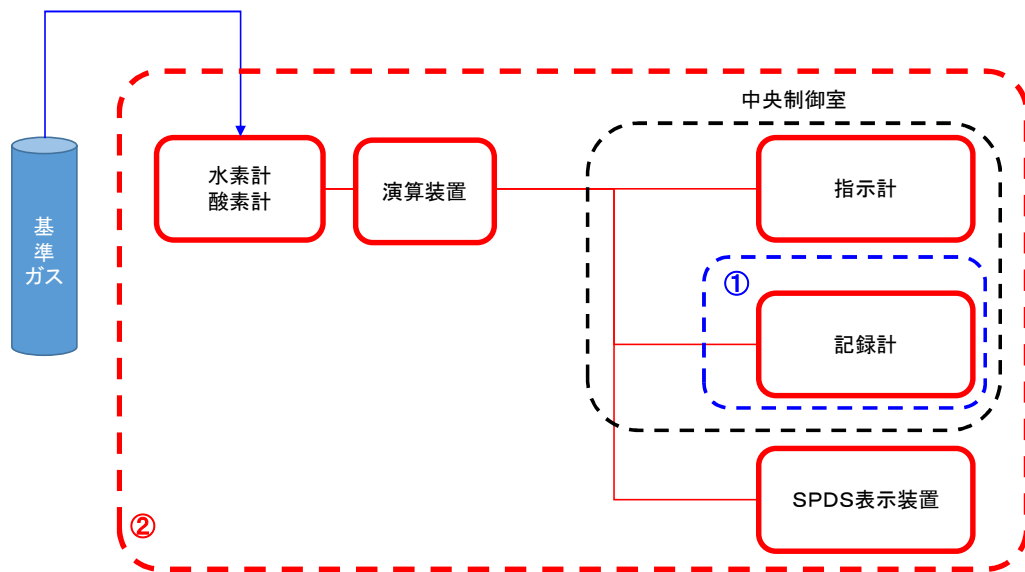 中央制御室
水素計
酸素計
演算装置
指示計
基
準
ガス
①
記録計
SPDS表示装置
②